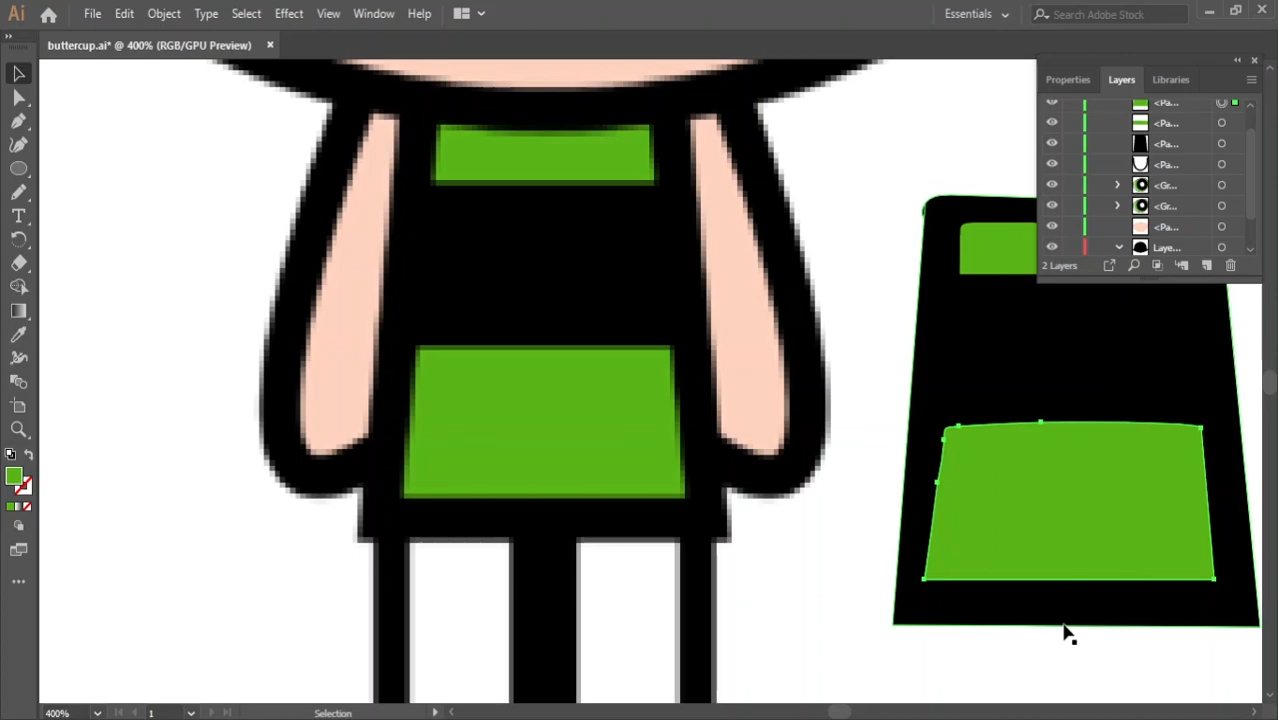 Ai File Edit Object Type Select Effect View Window Help Essentials Search Adobe Stock
buttercup.ai* @ 400% (RGB/GPU Preview) ×
Properties Layers Libraries
<Pa...
<Pa...
<Pa...
<Pa...
<Gr...
<Gr...
<Pa...
Laye...
2 Layers
T
400% 1 Selection